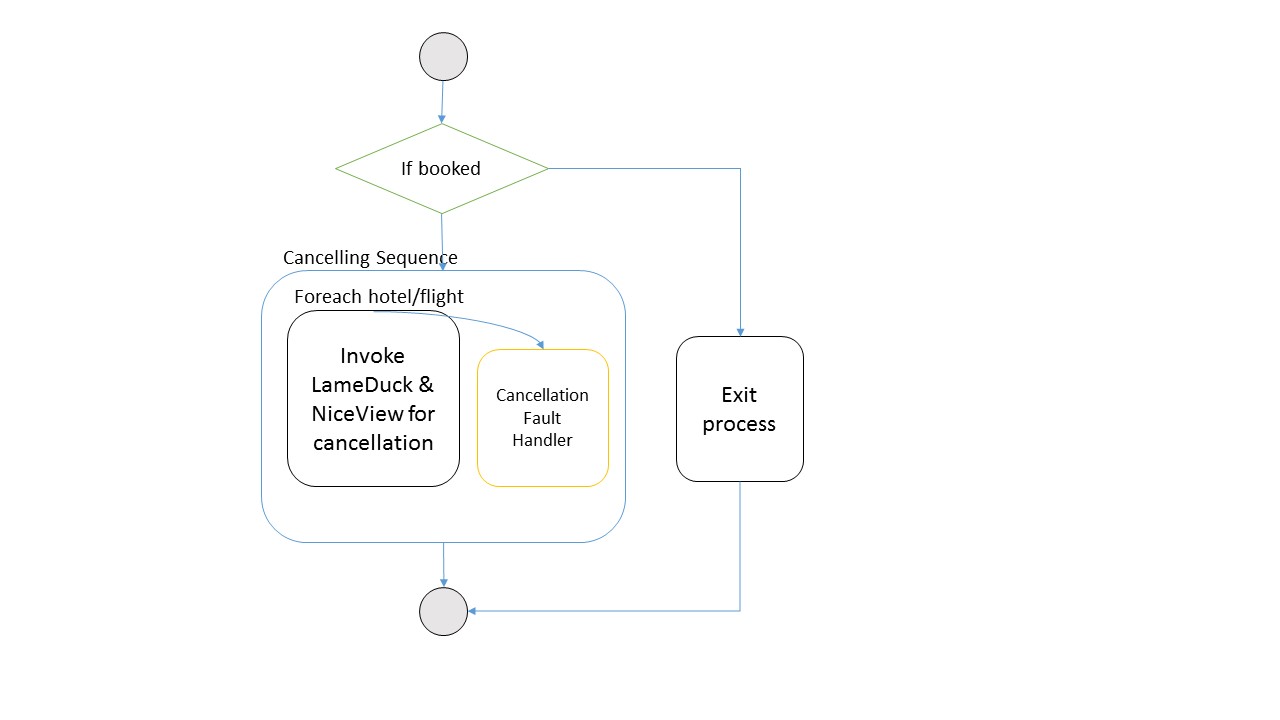 If booked
Cancelling Sequence
Foreach hotel/flight
Invoke
LameDuck &
NiceView for
cancellation
Cancellation
Fault
Handler
Exit
process